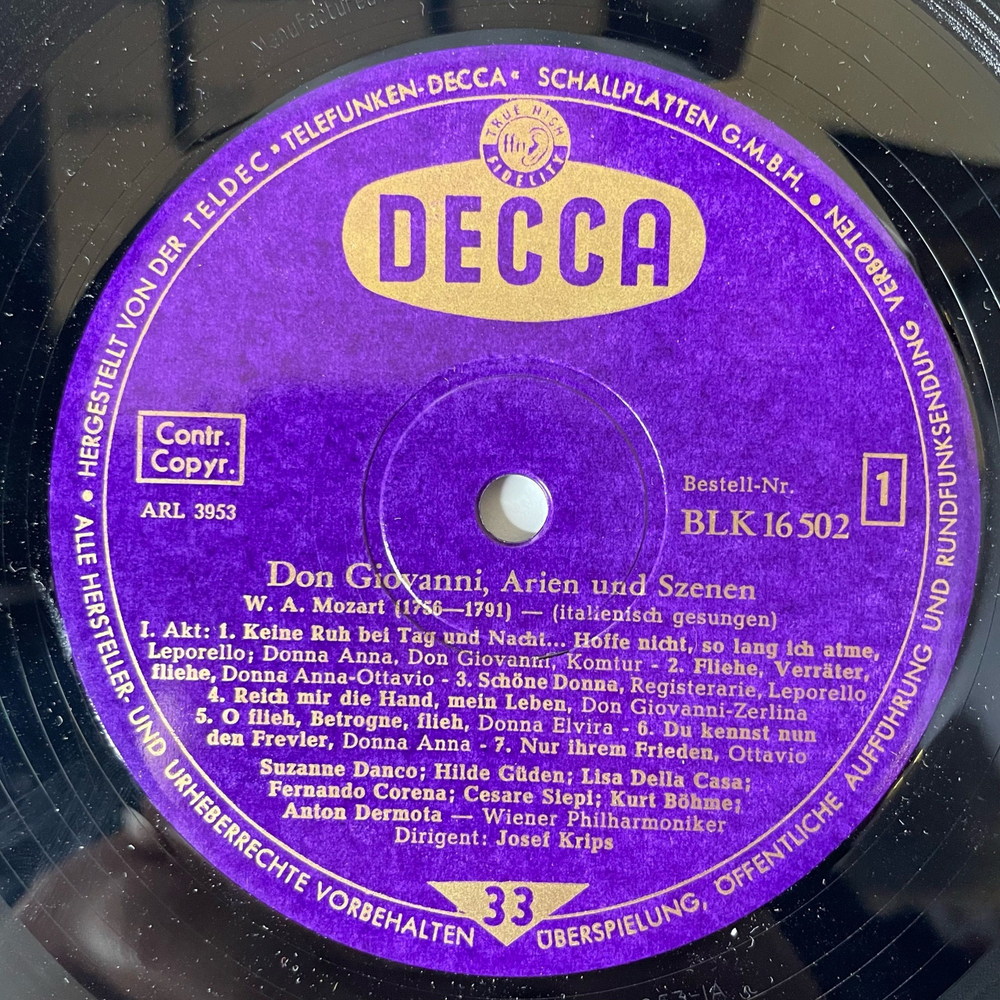 Manufactured
HERGESTELLT VON DER TELDEC »TELEFUNKEN-DECCA« SCHALLPLATTEN G.M.B.H. •
ALLE HERSTELLER- UND URHEBERRECHTE VORBEHALTEN
ÜBERSPIELUNG, ÖFFENTLICHE AUFFÜHRUNG UND RUNDFUNKSENDUNG VERBOTEN
TRUE HIGH
FIDELITY
DECCA
Contr.
Copyr.
ARL 3953
Bestell-Nr.
BLK 16 502
1
Don Giovanni, Arien und Szenen
W. A. Mozart (1756—1791) — (italienisch gesungen)
I. Akt: 1. Keine Ruh bei Tag und Nacht... Hoffe nicht, so lang ich atme,
Leporello; Donna Anna, Don Giovanni, Komtur - 2. Fliehe, Verräter,
fliehe, Donna Anna-Ottavio - 3. Schöne Donna, Registerarie, Leporello
4. Reich mir die Hand, mein Leben, Don Giovanni-Zerlina
5. O flieh, Betrogne, flieh, Donna Elvira - 6. Du kennst nun
den Frevler, Donna Anna - 7. Nur ihrem Frieden, Ottavio
Suzanne Danco; Hilde Güden; Lisa Della Casa;
Fernando Corena; Cesare Siepi; Kurt Böhme;
Anton Dermota — Wiener Philharmoniker
Dirigent: Josef Krips
33